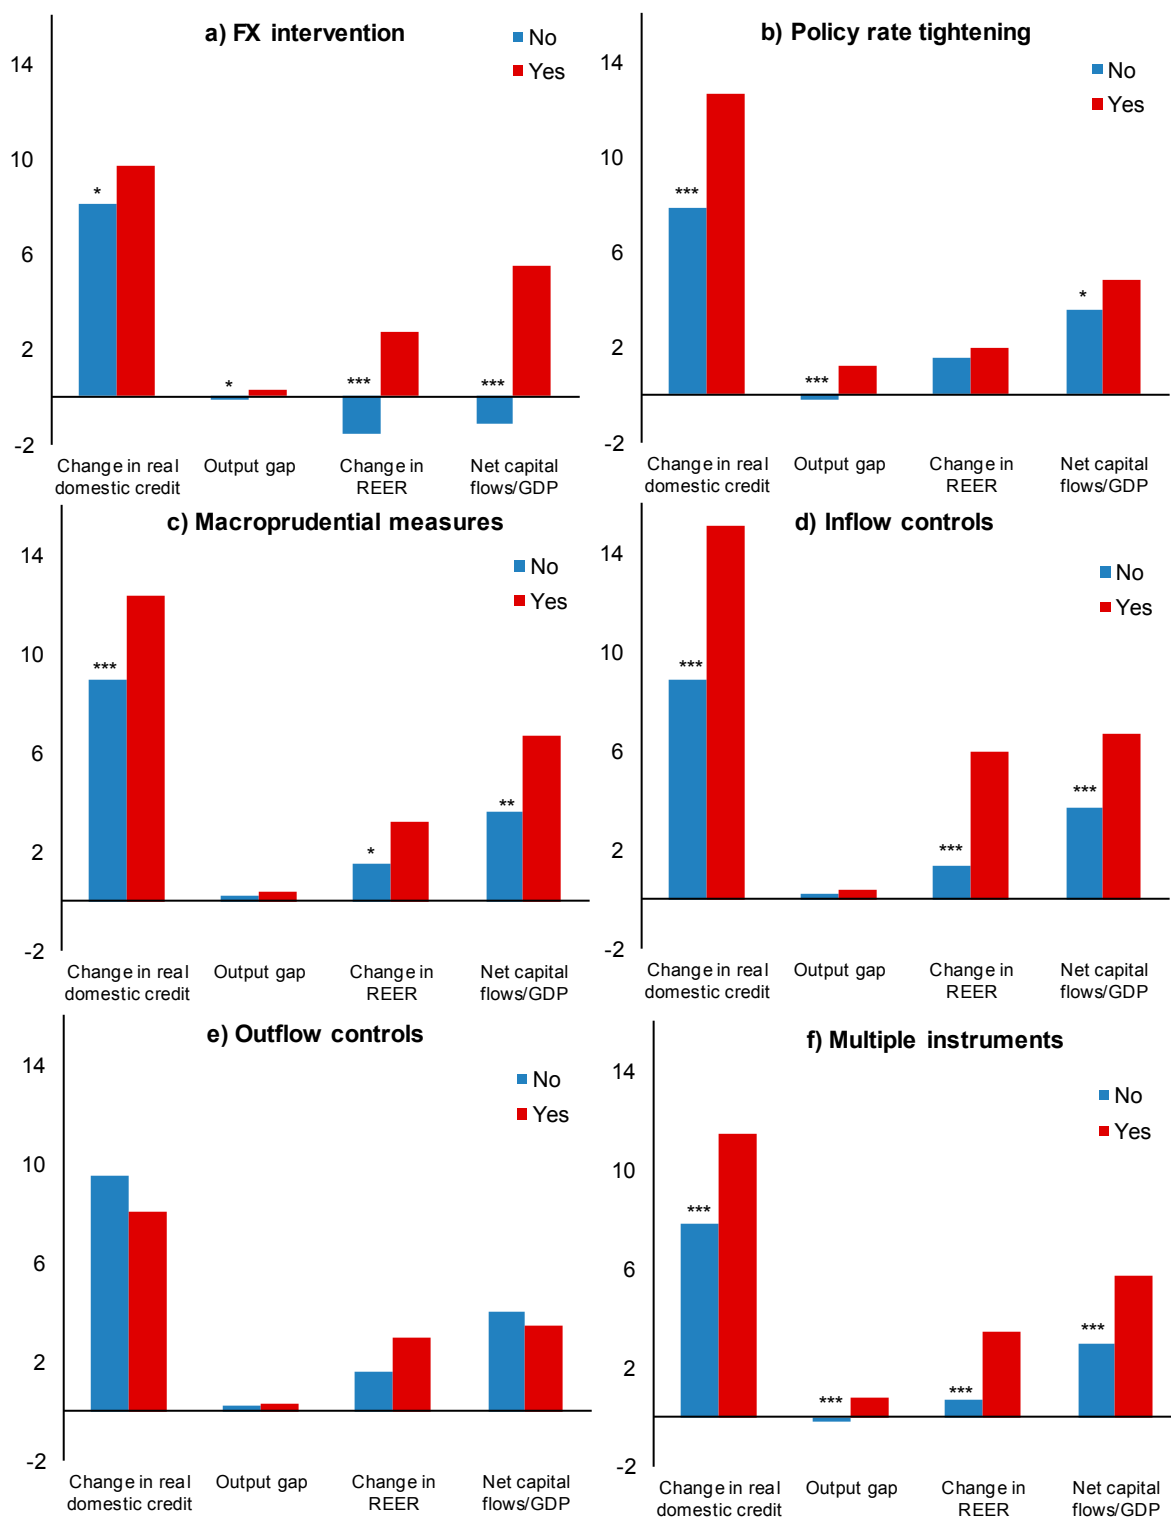 a) FX intervention
No
Yes
14
10
6
2
-2
*
*
***
***
Change in real
domestic credit
Output gap
Change in
REER
Net capital
flows/GDP
b) Policy rate tightening
No
Yes
14
10
6
2
-2
***
***
*
Change in real
domestic credit
Output gap
Change in
REER
Net capital
flows/GDP
c) Macroprudential measures
No
Yes
14
10
6
2
-2
***
*
**
Change in real
domestic credit
Output gap
Change in
REER
Net capital
flows/GDP
d) Inflow controls
No
Yes
14
10
6
2
-2
***
***
***
Change in real
domestic credit
Output gap
Change in
REER
Net capital
flows/GDP
e) Outflow controls
No
Yes
14
10
6
2
-2
Change in real
domestic credit
Output gap
Change in
REER
Net capital
flows/GDP
f) Multiple instruments
No
Yes
14
10
6
2
-2
***
***
***
***
Change in real
domestic credit
Output gap
Change in
REER
Net capital
flows/GDP